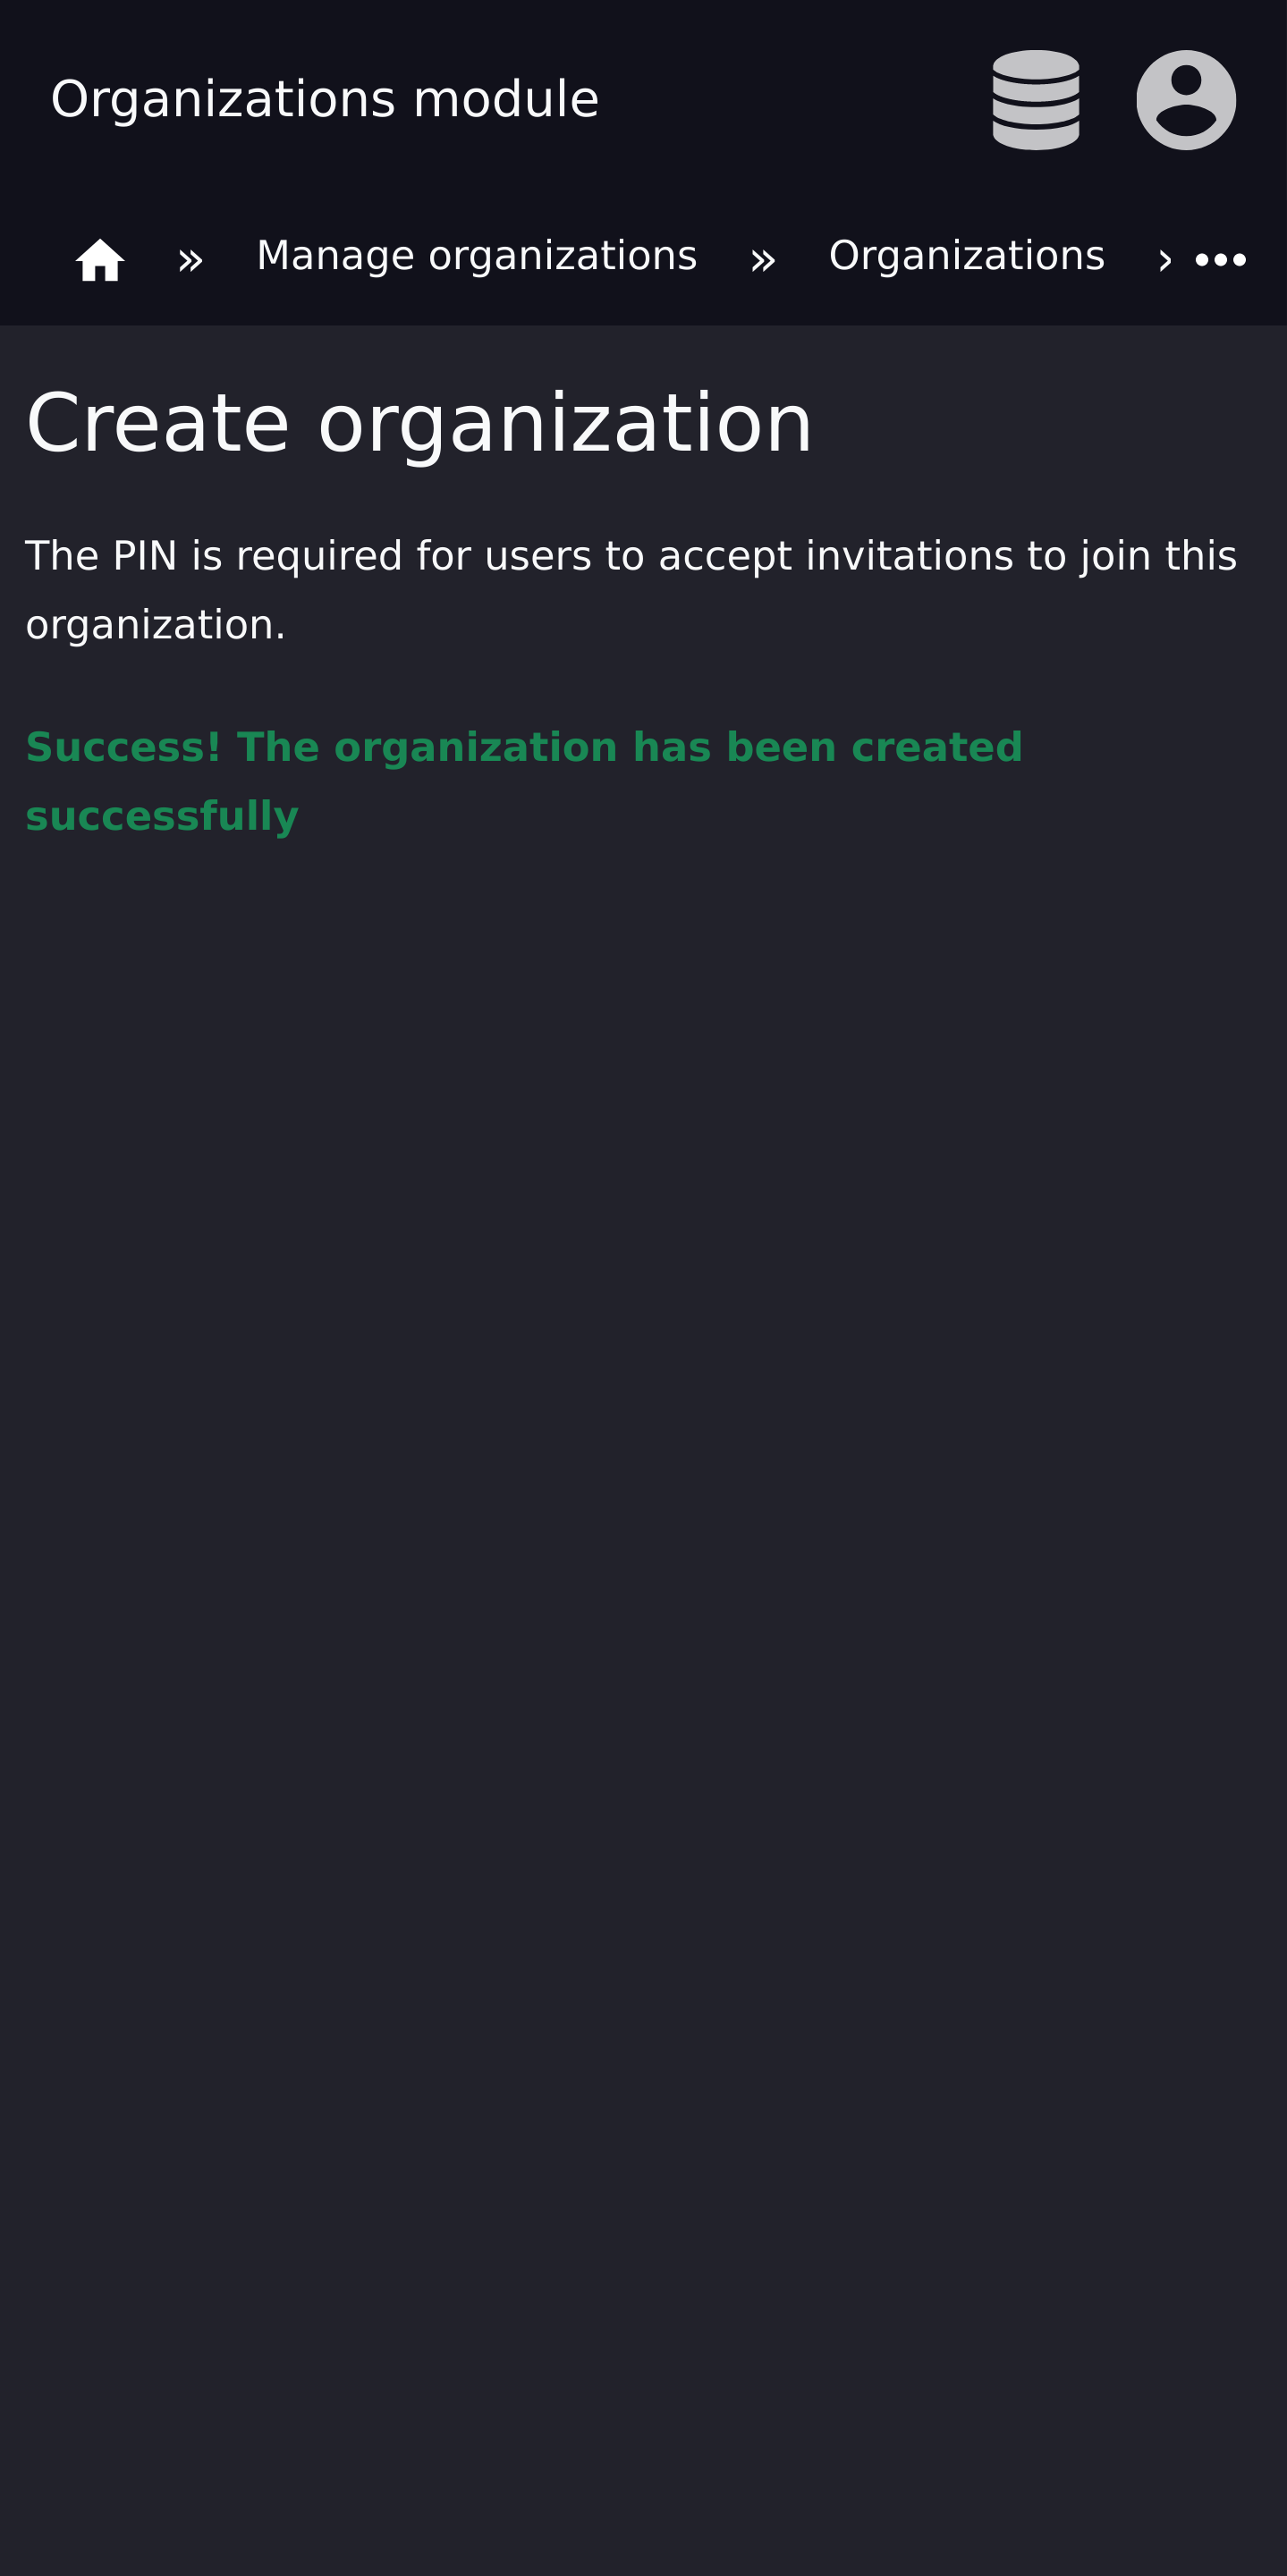 Organizations module
» Manage organizations » Organizations › •••
Create organization
The PIN is required for users to accept invitations to join this
organization.
Success! The organization has been created
successfully